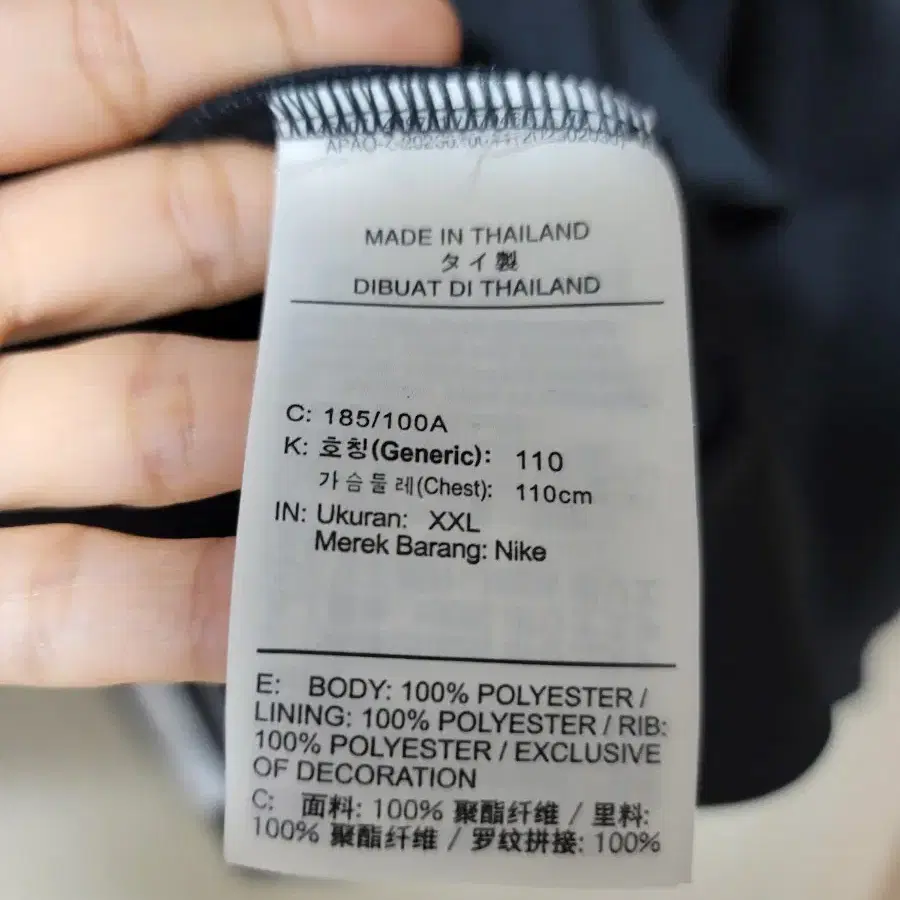 MADE IN THAILAND
タイ製
DIBUAT DI THAILAND
C: 185/100A
K: 호칭(Generic): 110
가슴둘레(Chest): 110cm
IN: Ukuran: XXL
Merek Barang: Nike
E: BODY: 100% POLYESTER /
LINING: 100% POLYESTER / RIB:
100% POLYESTER / EXCLUSIVE
OF DECORATION
C: 面料: 100% 聚酯纤维 / 里料:
100% 聚酯纤维 / 罗纹拼接: 100%